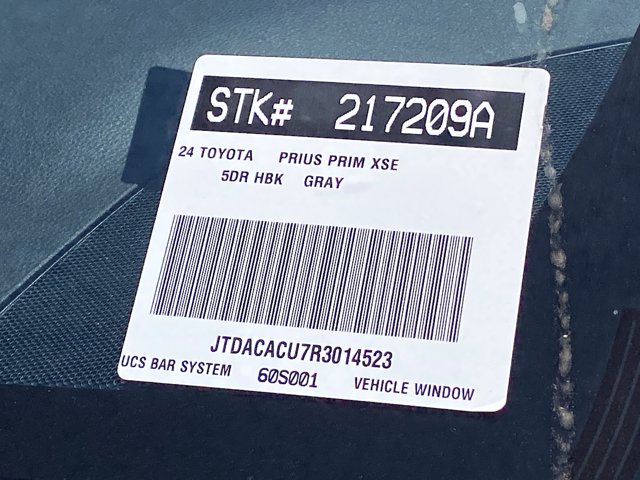 STK# 217209A
24 TOYOTA PRIUS PRIM XSE
5DR HBK GRAY
JTDACACU7R3014523
UCS BAR SYSTEM 60S001 VEHICLE WINDOW